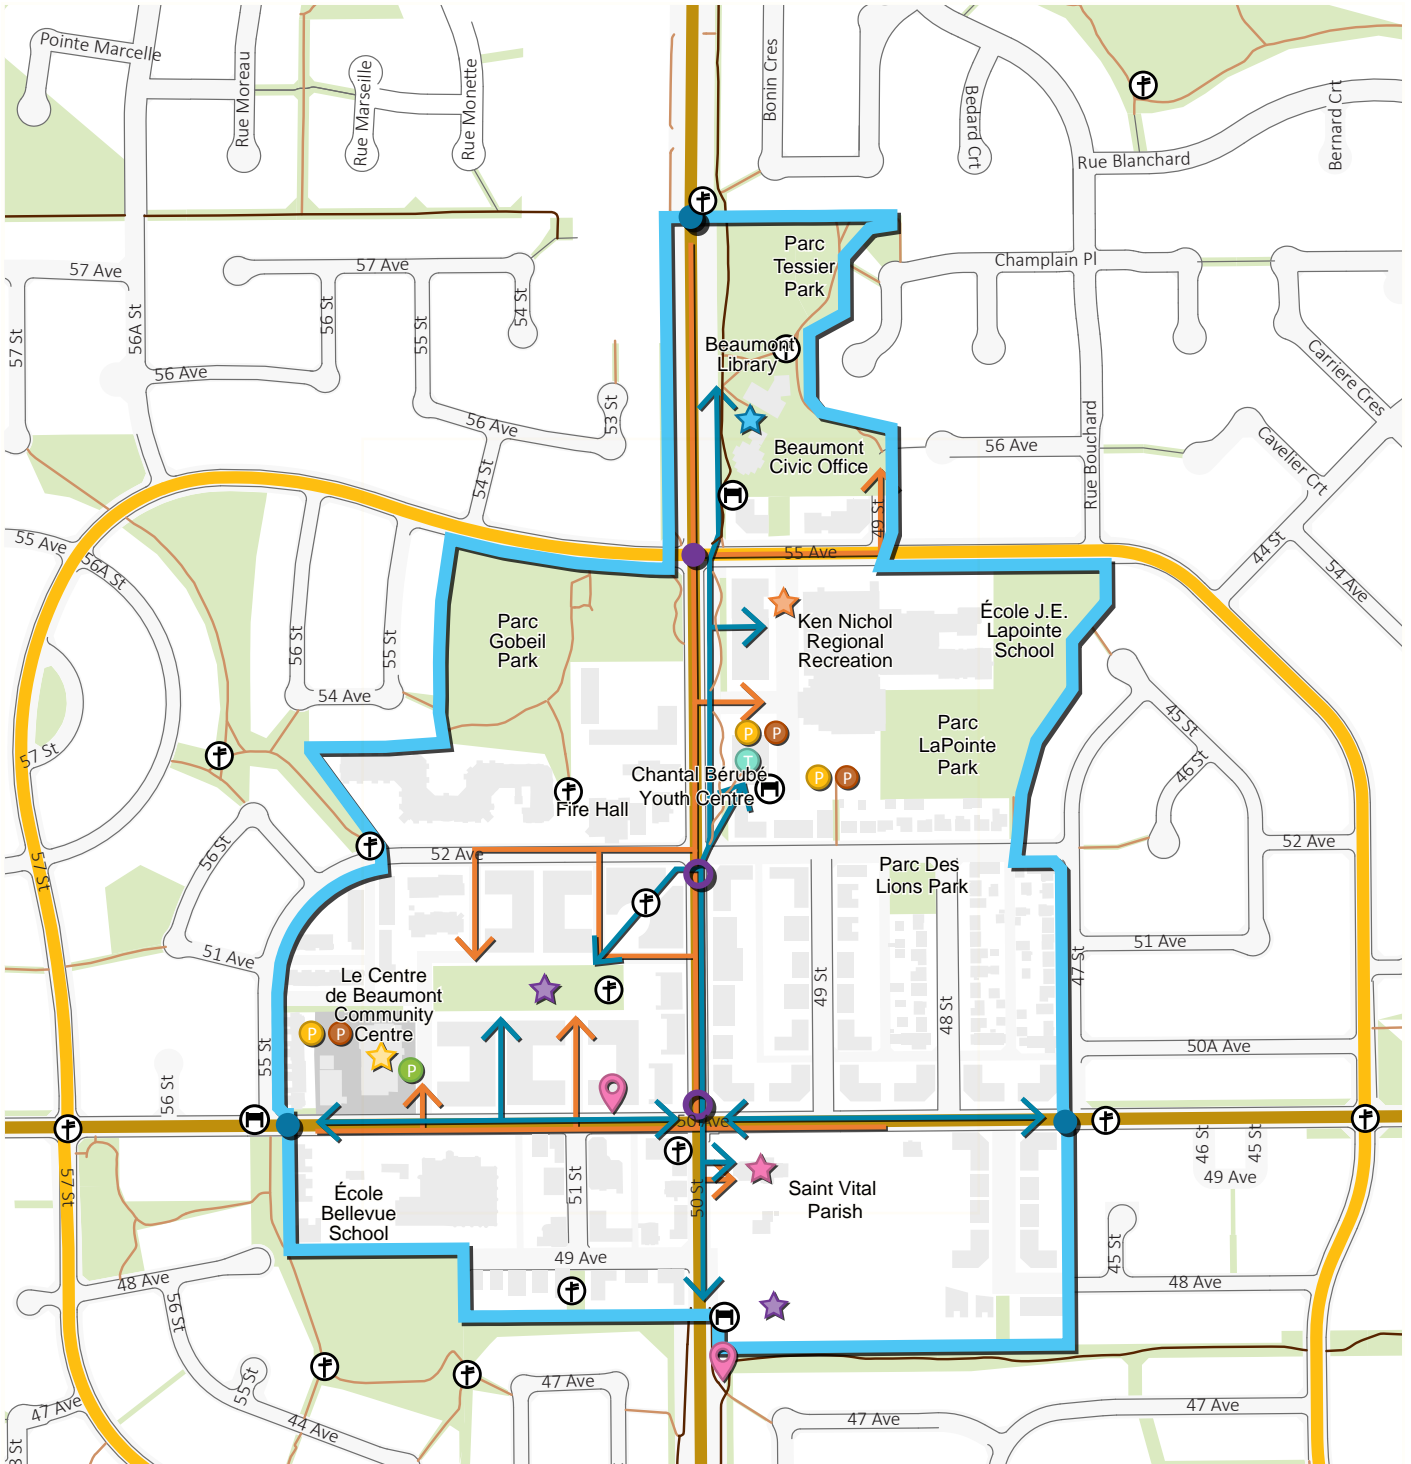 Pointe Marcelle
Rue Moreau
Rue Marseille
Rue Monette
Bonin Cres
Bedard Crt
Bernard Crt
Rue Blanchard
Parc
Tessier
Park
Champlain Pl
57 Ave
57 Ave
57 St
56A St
56 St
55 St
54 St
Beaumont
Library
56 Ave
56 Ave
53 St
Carriere Cres
Rue Bouchard
56 Ave
Cavelier Crt
Beaumont
Civic Office
54 St
49 St
55 Ave
55 Ave
56A St
44 St
54 Ave
56 St
55 St
Parc
Gobeil
Park
Ken Nichol
Regional
Recreation
École J.E.
Lapointe
School
54 Ave
57 St
45 St
46 St
Parc
LaPointe
Park
P
P
T
P
P
Chantal Bérubé
Youth Centre
Fire Hall
56 St
57 St
52 Ave
52 Ave
Parc Des
Lions Park
51 Ave
51 Ave
47 St
49 St
48 St
Le Centre
de Beaumont
Community
Centre
P
P
P
55 St
56 St
50A Ave
50 Ave
50 St
51 St
57 St
46 St
45 St
49 Ave
École
Bellevue
School
Saint Vital
Parish
49 Ave
48 Ave
56 St
45 St
48 Ave
55 St
47 Ave
44 Ave
47 Ave
47 Ave
47 Ave